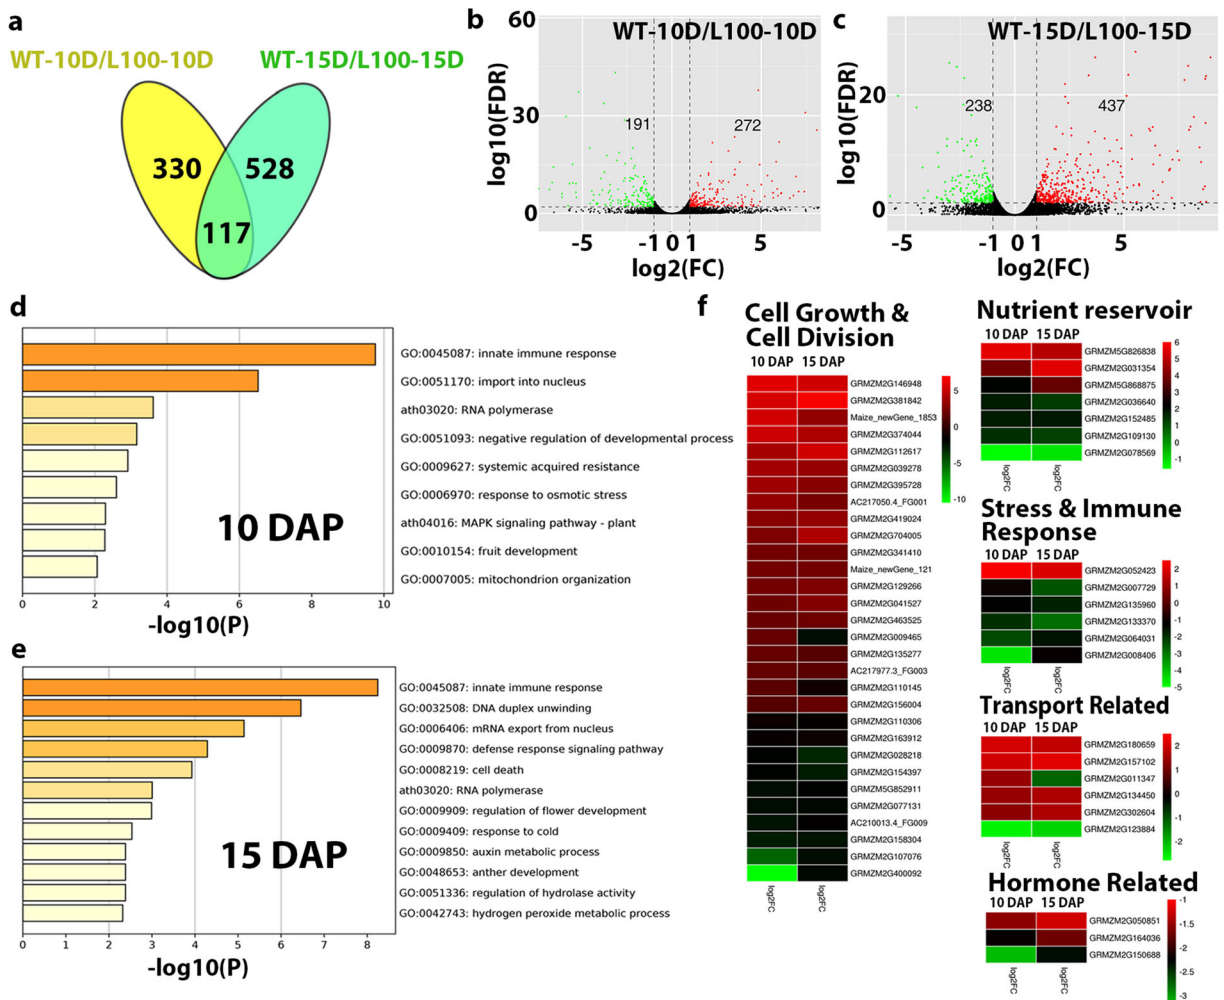 a
WT-10D/L100-10D
WT-15D/L100-15D
330
528
117
b
WT-10D/L100-10D
log10(FDR)
60
30
0
191
272
-5
-1
0
1
5
log2(FC)
c
WT-15D/L100-15D
log10(FDR)
20
0
238
437
-5
-1
0
1
5
log2(FC)
d
GO:0045087: innate immune response
GO:0051170: import into nucleus
ath03020: RNA polymerase
GO:0051093: negative regulation of developmental process
GO:0009627: systemic acquired resistance
GO:0006970: response to osmotic stress
ath04016: MAPK signaling pathway - plant
GO:0010154: fruit development
GO:0007005: mitochondrion organization
10 DAP
0 2 4 6 8 10
-log10(P)
e
GO:0045087: innate immune response
GO:0032508: DNA duplex unwinding
GO:0006406: mRNA export from nucleus
GO:0009870: defense response signaling pathway
GO:0008219: cell death
ath03020: RNA polymerase
GO:0009909: regulation of flower development
GO:0009409: response to cold
GO:0009850: auxin metabolic process
GO:0048653: anther development
GO:0051336: regulation of hydrolase activity
GO:0042743: hydrogen peroxide metabolic process
15 DAP
0 1 2 3 4 5 6 7 8
-log10(P)
f
Cell Growth &
Cell Division
10 DAP 15 DAP
GRMZM2G146948
GRMZM2G381842
Maize_newGene_1853
GRMZM2G374044
GRMZM2G112617
GRMZM2G039278
GRMZM2G395728
AC217050.4_FG001
GRMZM2G419024
GRMZM2G704005
GRMZM2G341410
Maize_newGene_121
GRMZM2G129266
GRMZM2G041527
GRMZM2G463525
GRMZM2G009465
GRMZM2G135277
AC217977.3_FG003
GRMZM2G110145
GRMZM2G156004
GRMZM2G110306
GRMZM2G163912
GRMZM2G028218
GRMZM2G154397
GRMZM5G852911
GRMZM2G077131
AC210013.4_FG009
GRMZM2G158304
GRMZM2G107076
GRMZM2G400092
log2FC
log2FC
5
0
-5
-10
Nutrient reservoir
10 DAP 15 DAP
GRMZM5G826838
GRMZM2G031354
GRMZM5G868875
GRMZM2G036640
GRMZM2G152485
GRMZM2G109130
GRMZM2G078569
log2FC
log2FC
6
5
4
3
2
1
0
-1
Stress & Immune
Response
10 DAP 15 DAP
GRMZM2G052423
GRMZM2G007729
GRMZM2G135960
GRMZM2G133370
GRMZM2G064031
GRMZM2G008406
log2FC
log2FC
2
1
0
-1
-2
-3
-4
-5
Transport Related
10 DAP 15 DAP
GRMZM2G180659
GRMZM2G157102
GRMZM2G011347
GRMZM2G134450
GRMZM2G302604
GRMZM2G123884
log2FC
log2FC
2
1
0
-1
-2
Hormone Related
10 DAP 15 DAP
GRMZM2G050851
GRMZM2G164036
GRMZM2G150688
log2FC
log2FC
-1
-1.5
-2
-2.5
-3